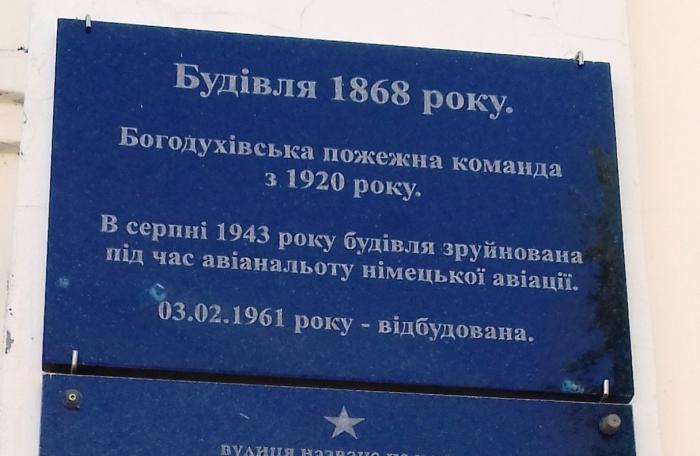 Будівля 1868 року.
Богодухівська пожежна команда
з 1920 року.
В серпні 1943 року будівля зруйнована
під час авіанальоту німецької авіації.
03.02.1961 року - відбудована.
вулиця